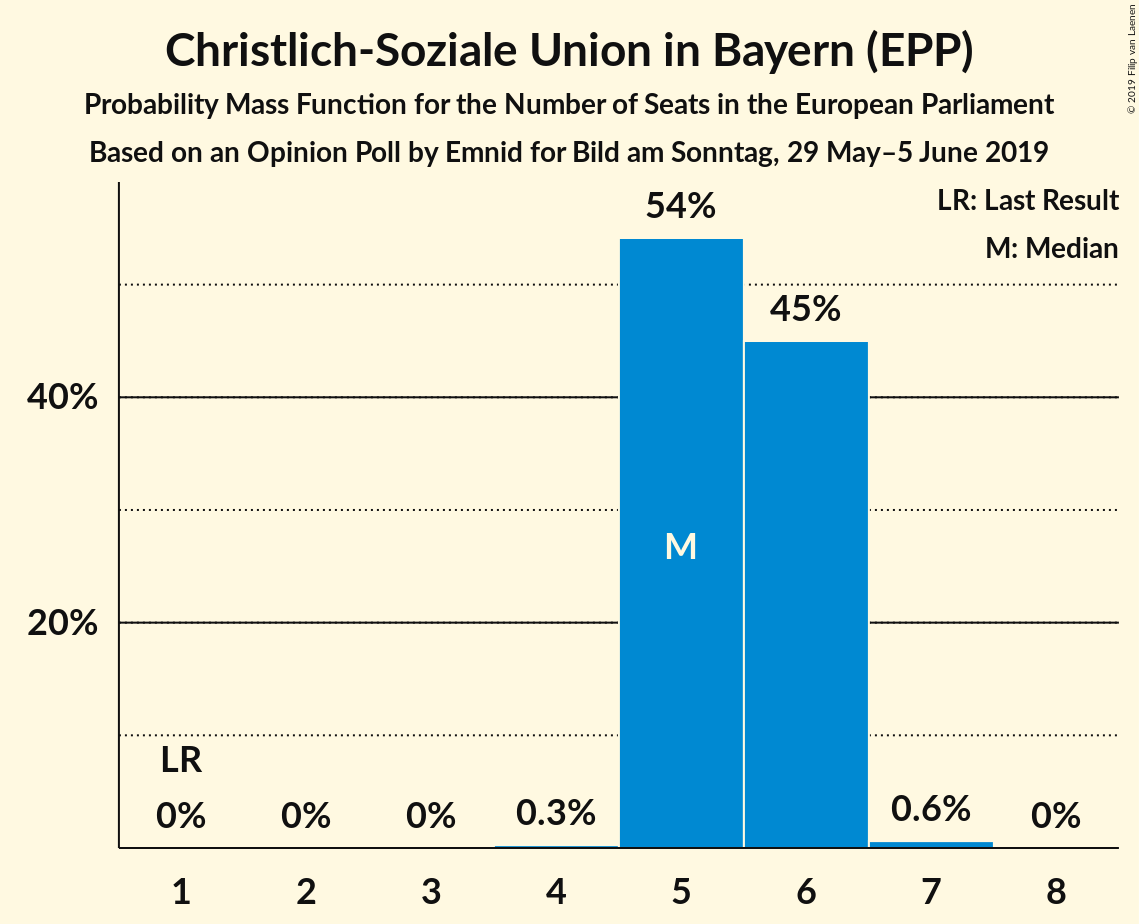 Christlich-Soziale Union in Bayern (EPP)
Probability Mass Function for the Number of Seats in the European Parliament
Based on an Opinion Poll by Emnid for Bild am Sonntag, 29 May–5 June 2019
© 2019 Filip van Laenen
LR: Last Result
M: Median
54%
45%
40%
M
20%
LR
0% 0% 0% 0.3% 0.6% 0%
1 2 3 4 5 6 7 8